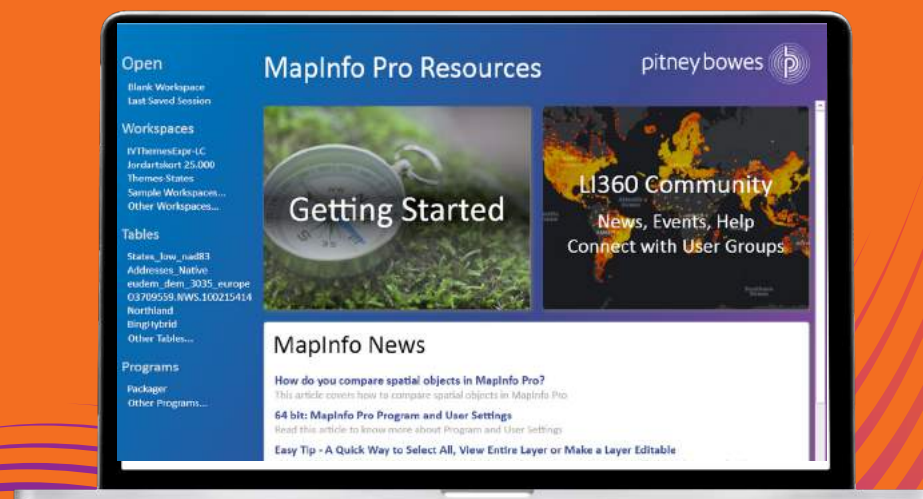 Open
Blank Workspace
Last Saved Session
Workspaces
IVThemesExpr-LC
Jordartskort 25.000
Themes-States
Sample Workspaces...
Other Workspaces...
Tables
States_low_nad83
Addresses_Native
eudem_dem_3035_europe
03709559.NWS.100215414
Northland
BingHybrid
Other Tables...
Programs
Packager
Other Programs...
MapInfo Pro Resources
pitney bowes
Getting Started
LI360 Community
News, Events, Help
Connect with User Groups
MapInfo News
How do you compare spatial objects in MapInfo Pro?
This article covers how to compare spatial objects in MapInfo Pro
64 bit: MapInfo Pro Program and User Settings
Read this article to know more about Program and User Settings
Easy Tip - A Quick Way to Select All, View Entire Layer or Make a Layer Editable